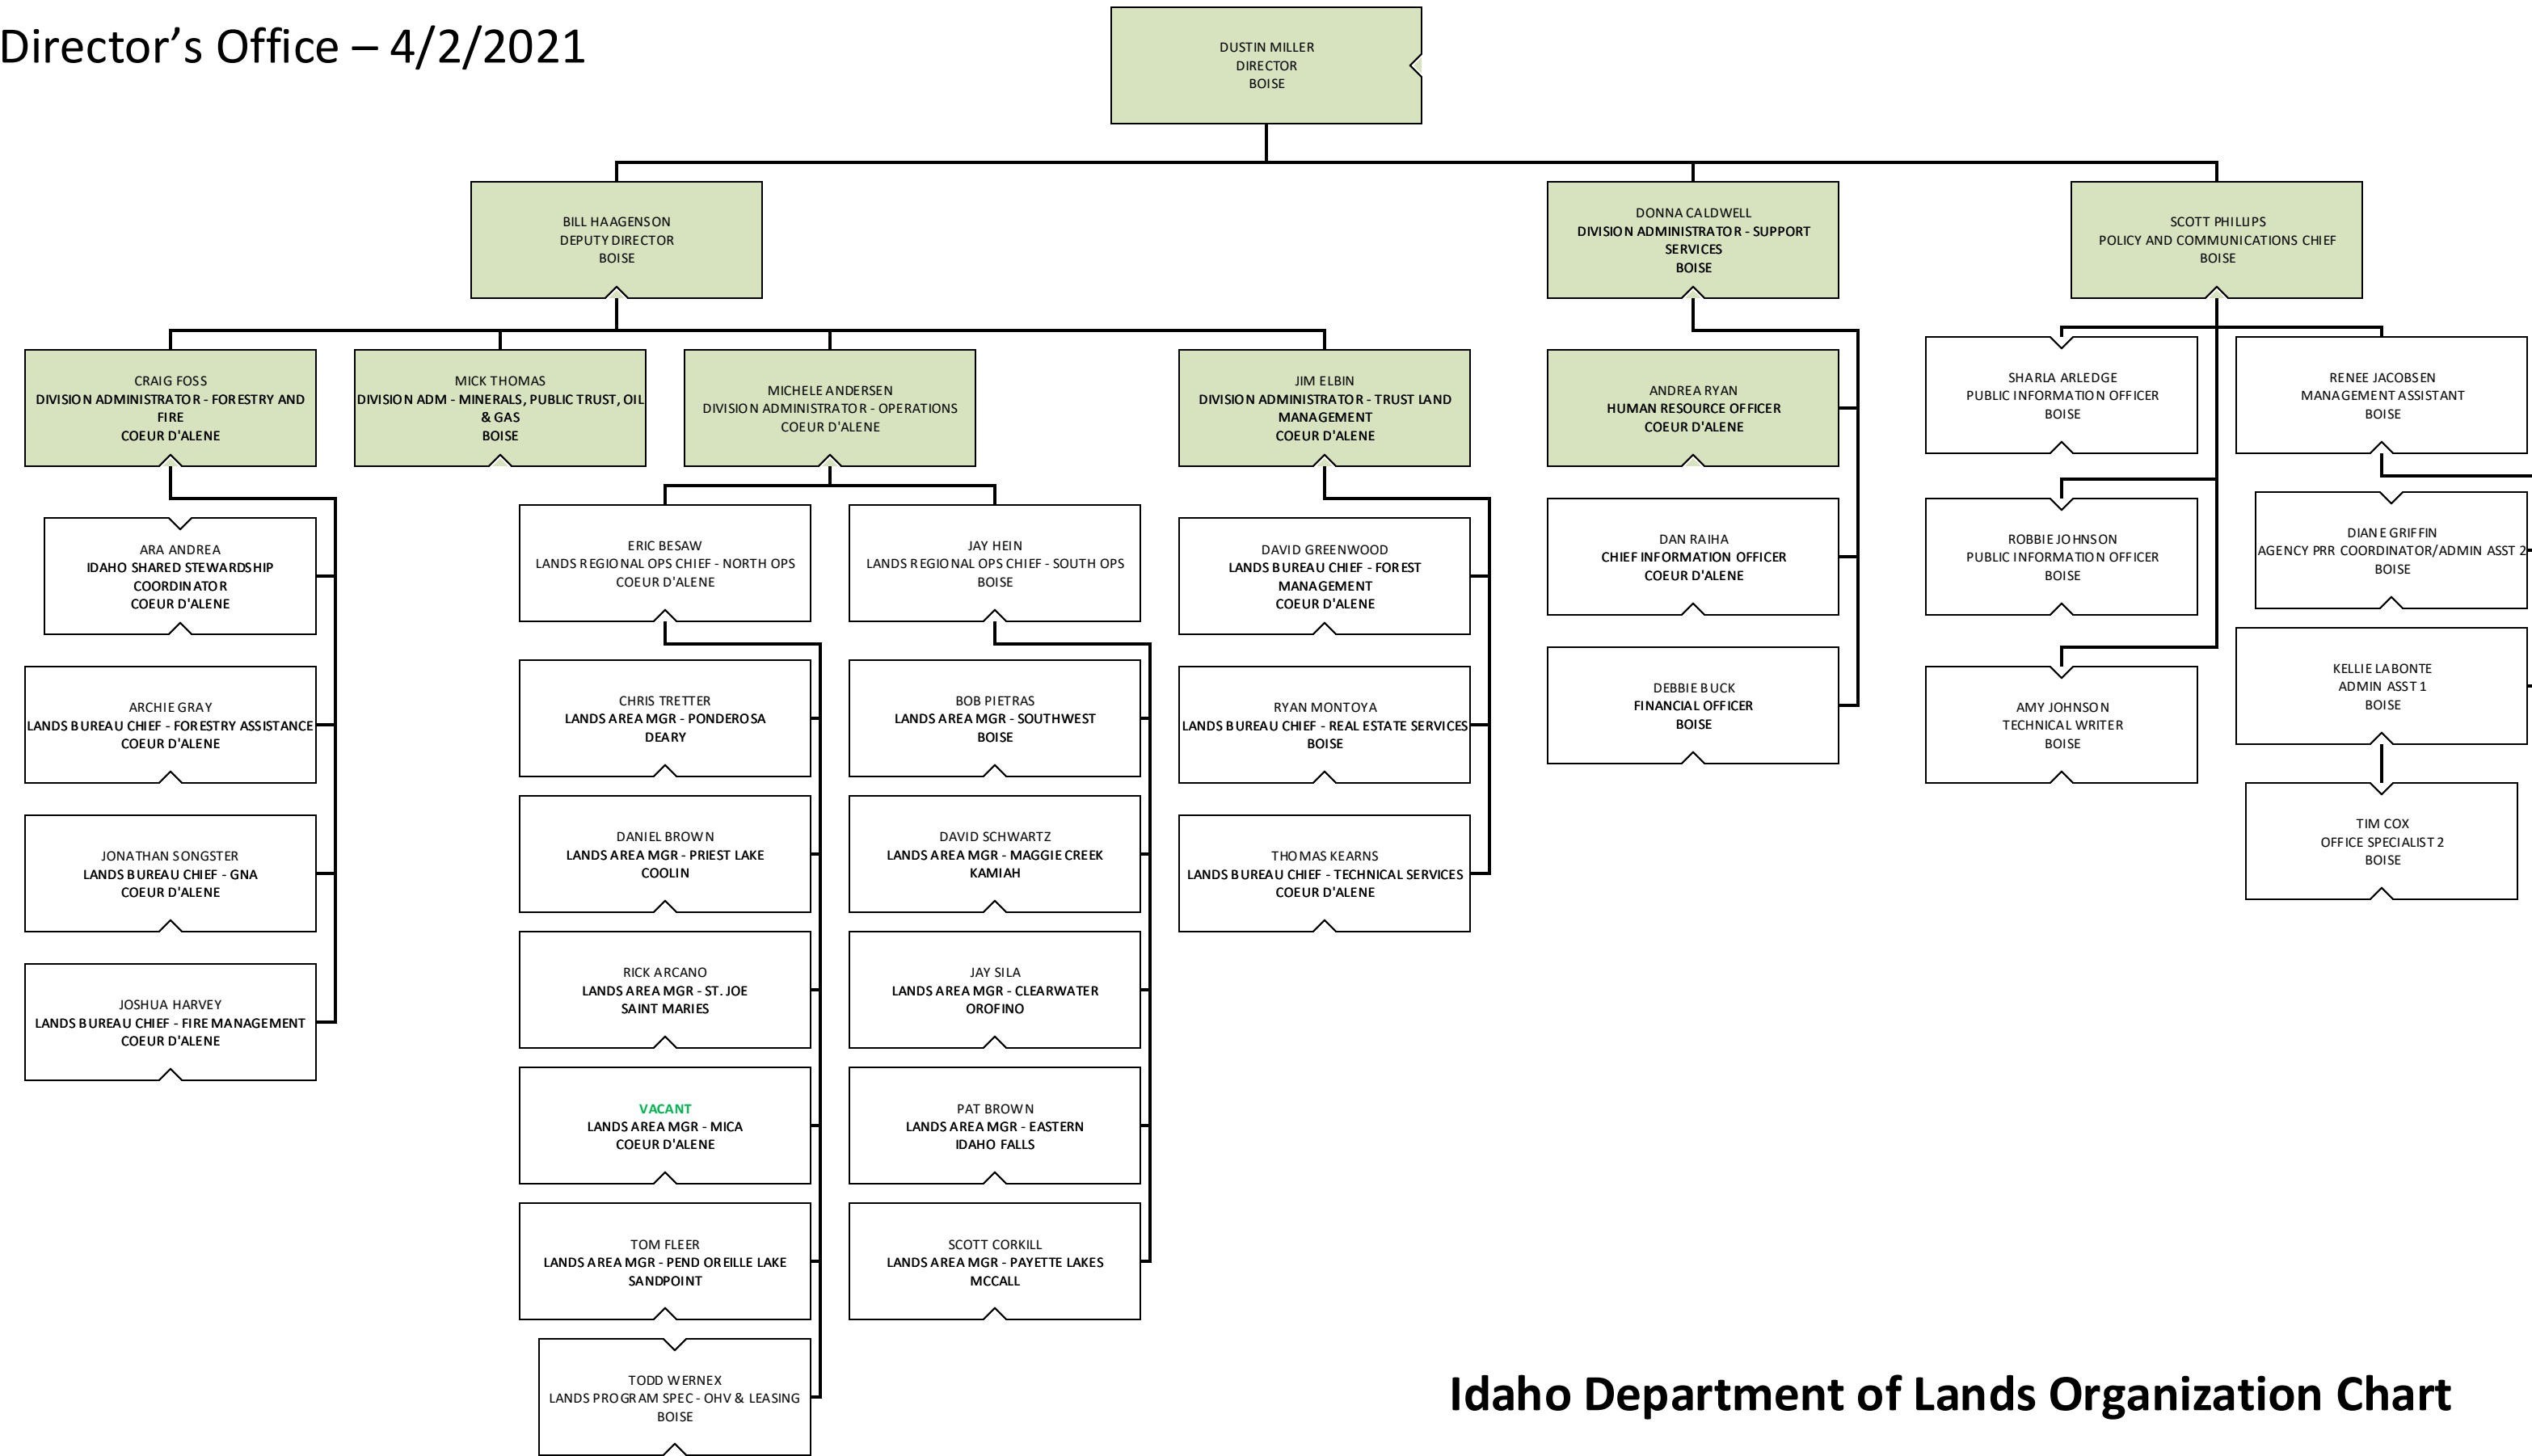 Director’s Office – 4/2/2021
DUSTIN MILLER
DIRECTOR
BOISE
BILL HAAGENSON
DEPUTY DIRECTOR
BOISE
DONNA CALDWELL
DIVISION ADMINISTRATOR - SUPPORT
SERVICES
BOISE
SCOTT PHILLIPS
POLICY AND COMMUNICATIONS CHIEF
BOISE
CRAIG FOSS
DIVISION ADMINISTRATOR - FORESTRY AND
FIRE
COEUR D'ALENE
MICK THOMAS
DIVISION ADM - MINERALS, PUBLIC TRUST, OIL
& GAS
BOISE
MICHELE ANDERSEN
DIVISION ADMINISTRATOR - OPERATIONS
COEUR D'ALENE
JIM ELBIN
DIVISION ADMINISTRATOR - TRUST LAND
MANAGEMENT
COEUR D'ALENE
ANDREA RYAN
HUMAN RESOURCE OFFICER
COEUR D'ALENE
SHARLA ARLEDGE
PUBLIC INFORMATION OFFICER
BOISE
RENEE JACOBSEN
MANAGEMENT ASSISTANT
BOISE
ARA ANDREA
IDAHO SHARED STEWARDSHIP
COORDINATOR
COEUR D'ALENE
ERIC BESAW
LANDS REGIONAL OPS CHIEF - NORTH OPS
COEUR D'ALENE
JAY HEIN
LANDS REGIONAL OPS CHIEF - SOUTH OPS
BOISE
DAVID GREENWOOD
LANDS BUREAU CHIEF - FOREST
MANAGEMENT
COEUR D'ALENE
DAN RAIHA
CHIEF INFORMATION OFFICER
COEUR D'ALENE
ROBBIE JOHNSON
PUBLIC INFORMATION OFFICER
BOISE
DIANE GRIFFIN
AGENCY PRR COORDINATOR/ADMIN ASST 2
BOISE
ARCHIE GRAY
LANDS BUREAU CHIEF - FORESTRY ASSISTANCE
COEUR D'ALENE
CHRIS TRETTER
LANDS AREA MGR - PONDEROSA
DEARY
BOB PIETRAS
LANDS AREA MGR - SOUTHWEST
BOISE
RYAN MONTOYA
LANDS BUREAU CHIEF - REAL ESTATE SERVICES
BOISE
DEBBIE BUCK
FINANCIAL OFFICER
BOISE
AMY JOHNSON
TECHNICAL WRITER
BOISE
KELLIE LABONTE
ADMIN ASST 1
BOISE
JONATHAN SONGSTER
LANDS BUREAU CHIEF - GNA
COEUR D'ALENE
DANIEL BROWN
LANDS AREA MGR - PRIEST LAKE
COOLIN
DAVID SCHWARTZ
LANDS AREA MGR - MAGGIE CREEK
KAMIAH
THOMAS KEARNS
LANDS BUREAU CHIEF - TECHNICAL SERVICES
COEUR D'ALENE
TIM COX
OFFICE SPECIALIST 2
BOISE
JOSHUA HARVEY
LANDS BUREAU CHIEF - FIRE MANAGEMENT
COEUR D'ALENE
RICK ARCANO
LANDS AREA MGR - ST. JOE
SAINT MARIES
JAY SILA
LANDS AREA MGR - CLEARWATER
OROFINO
VACANT
LANDS AREA MGR - MICA
COEUR D'ALENE
PAT BROWN
LANDS AREA MGR - EASTERN
IDAHO FALLS
TOM FLEER
LANDS AREA MGR - PEND OREILLE LAKE
SANDPOINT
SCOTT CORKILL
LANDS AREA MGR - PAYETTE LAKES
MCCALL
TODD WERNEX
LANDS PROGRAM SPEC - OHV & LEASING
BOISE
Idaho Department of Lands Organization Chart